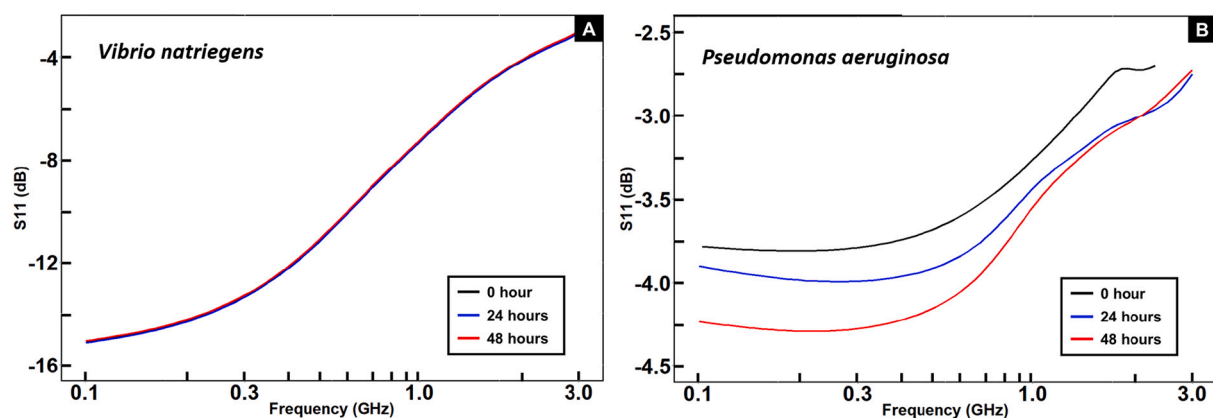 A
Vibrio natriegens
-4
-8
-12
-16
S11 (dB)
0 hour
24 hours
48 hours
0.1
0.3
1.0
3.0
Frequency (GHz)
B
Pseudomonas aeruginosa
-2.5
-3.0
-3.5
-4.0
-4.5
S11 (dB)
0 hour
24 hours
48 hours
0.1
0.3
1.0
3.0
Frequency (GHz)